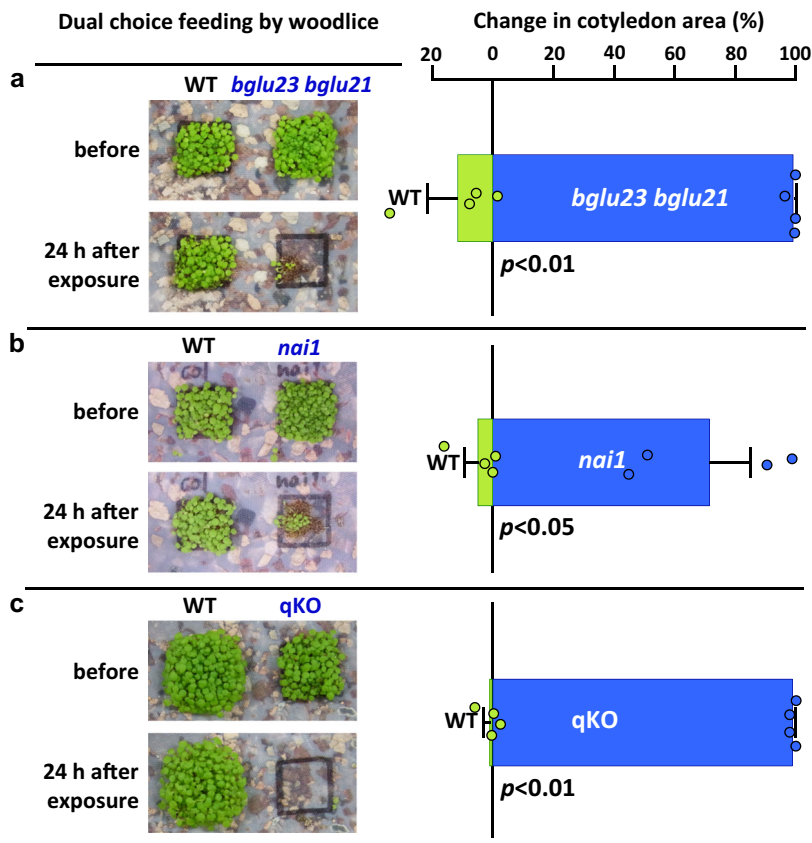 Dual choice feeding by woodlice
Change in cotyledon area (%)
20 0 20 40 60 80 100
a
WT bglu23 bglu21
before
24 h after
exposure
WT
bglu23 bglu21
p<0.01
b
WT nai1
col nai1
before
col nai1
24 h after
exposure
WT
nai1
p<0.05
c
WT qKO
before
24 h after
exposure
WT
qKO
p<0.01